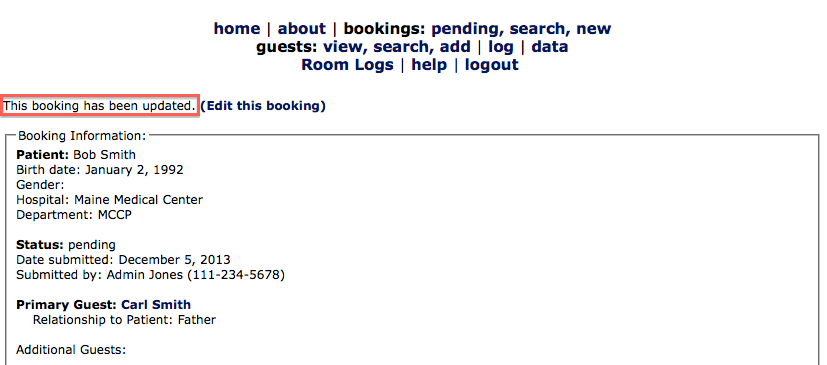 home | about | bookings: pending, search, new
guests: view, search, add | log | data
Room Logs | help | logout
This booking has been updated. (Edit this booking)
Booking Information:
Patient: Bob Smith
Birth date: January 2, 1992
Gender:
Hospital: Maine Medical Center
Department: MCCP
Status: pending
Date submitted: December 5, 2013
Submitted by: Admin Jones (111-234-5678)
Primary Guest: Carl Smith
Relationship to Patient: Father
Additional Guests: